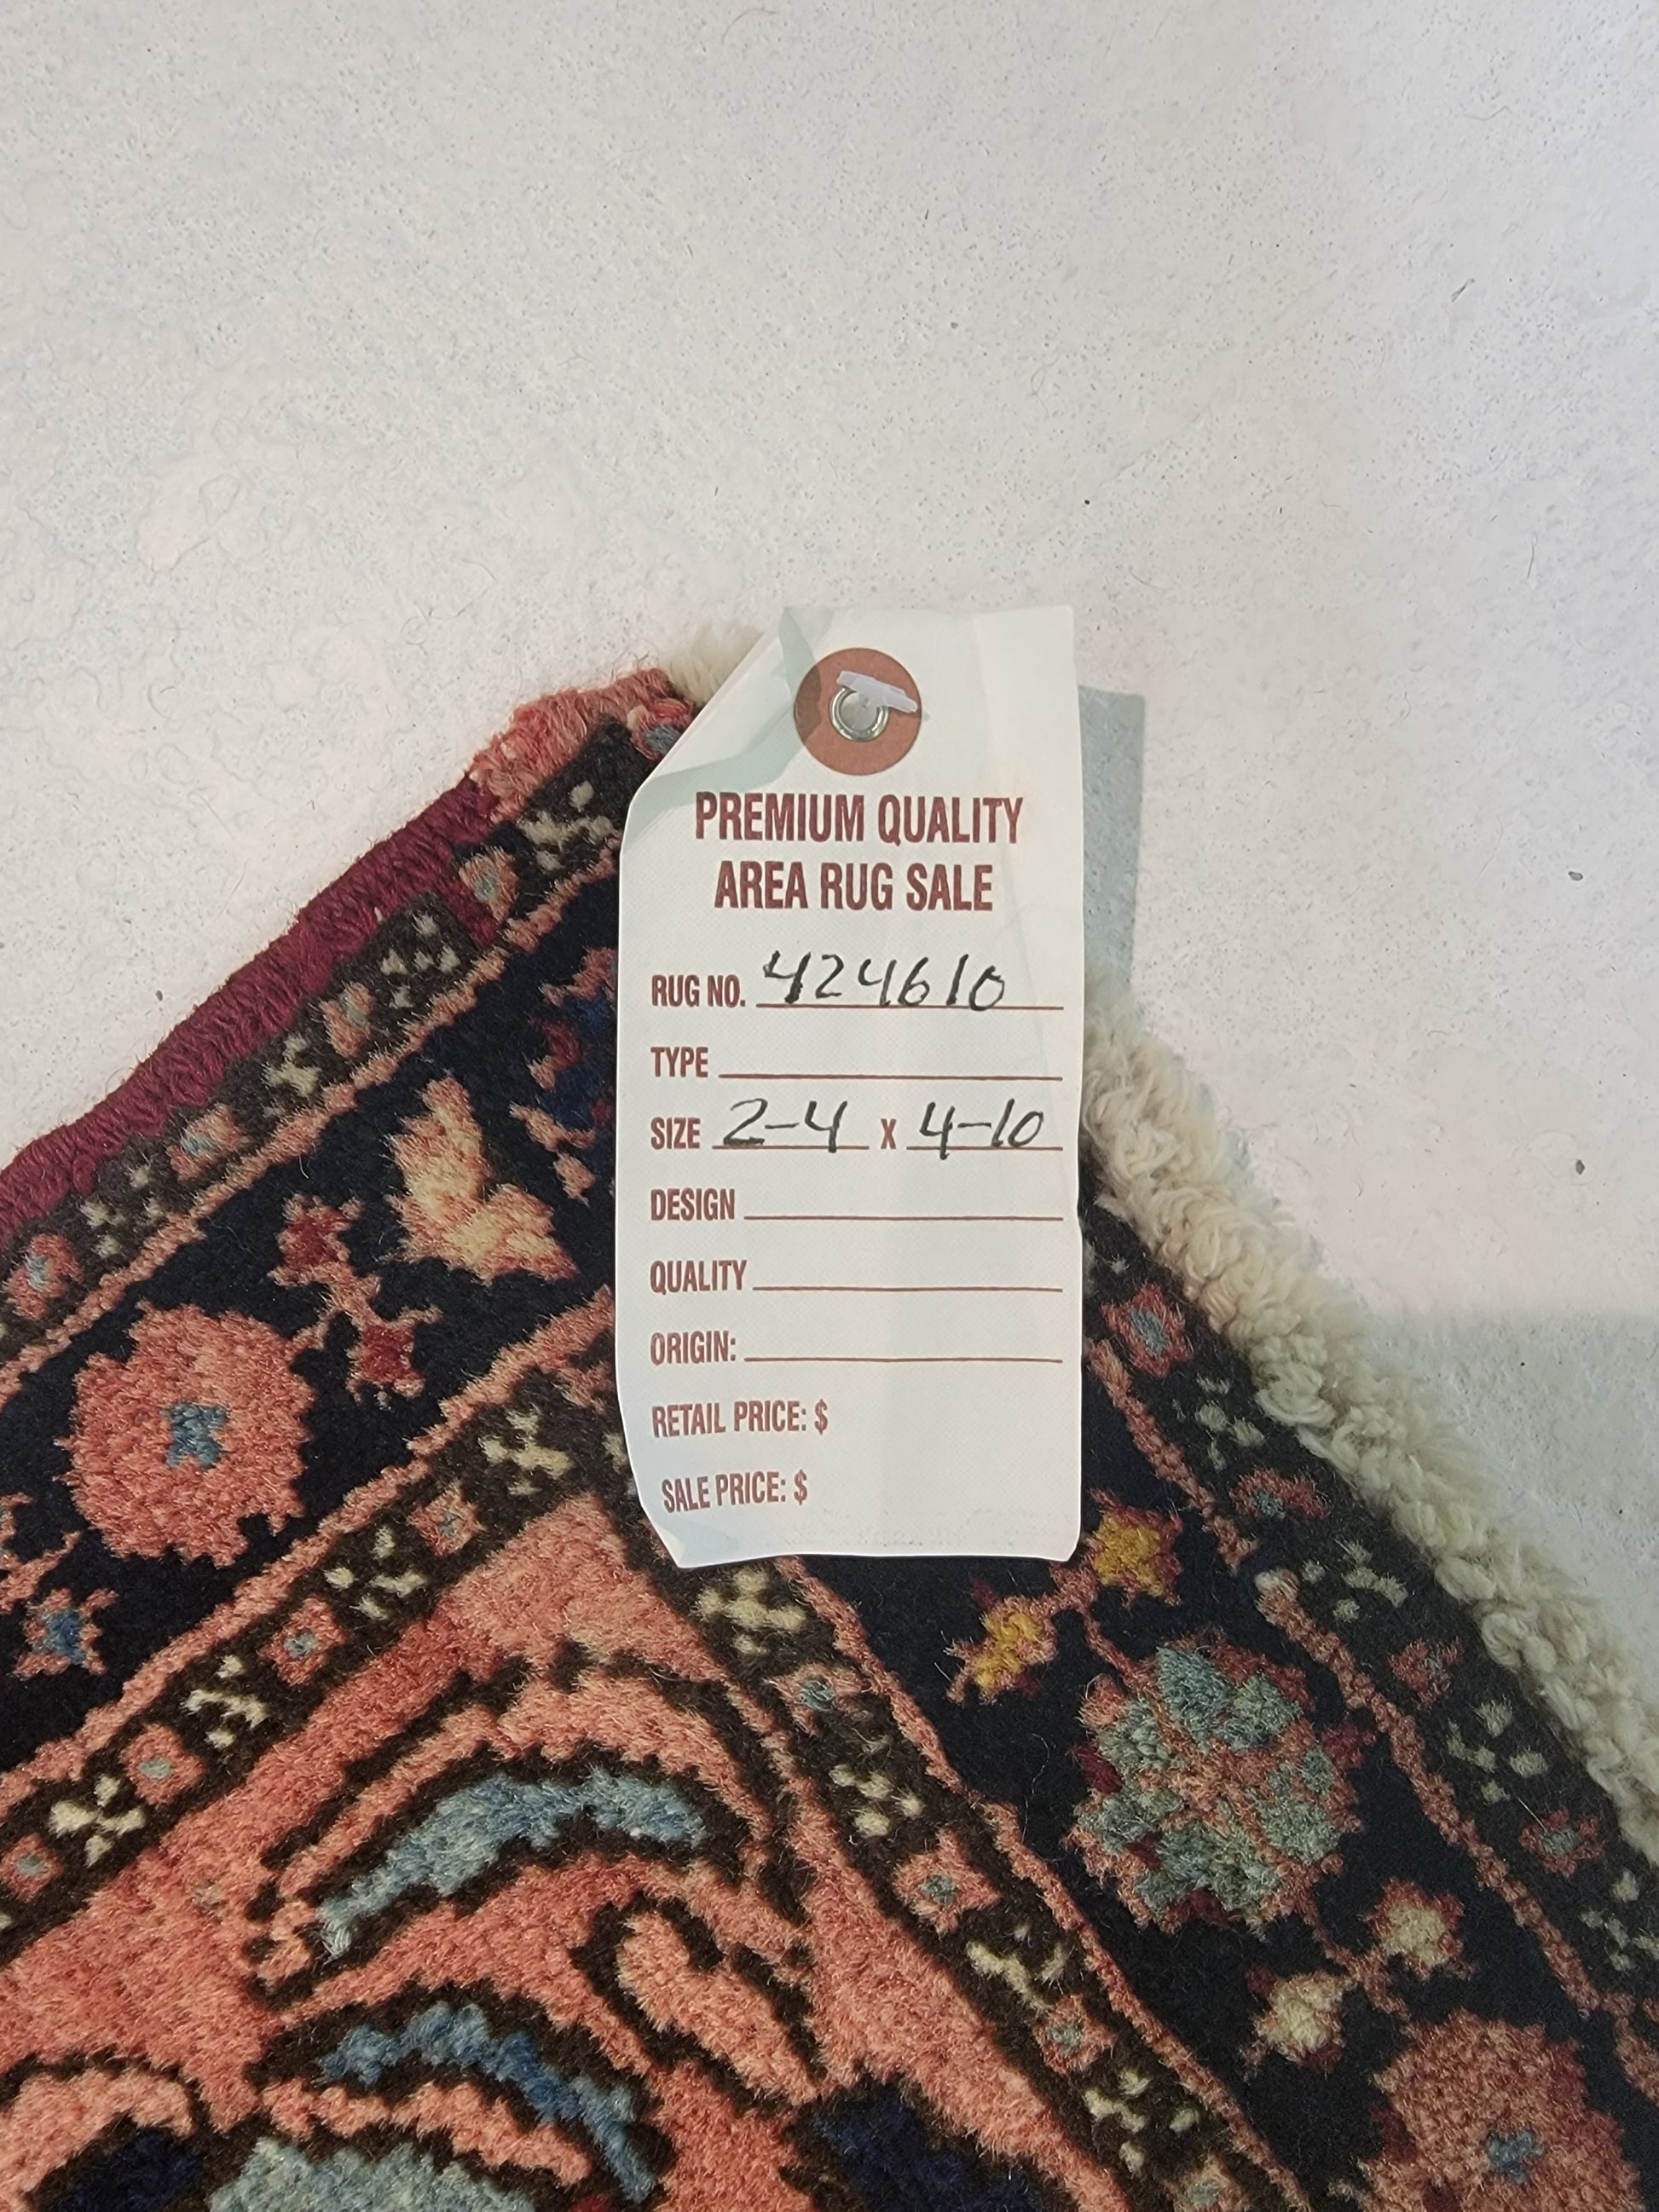 PREMIUM QUALITY
AREA RUG SALE
RUG NO. 424610
TYPE
SIZE 2-4 X 4-10
DESIGN
QUALITY
ORIGIN:
RETAIL PRICE: $
SALE PRICE: $